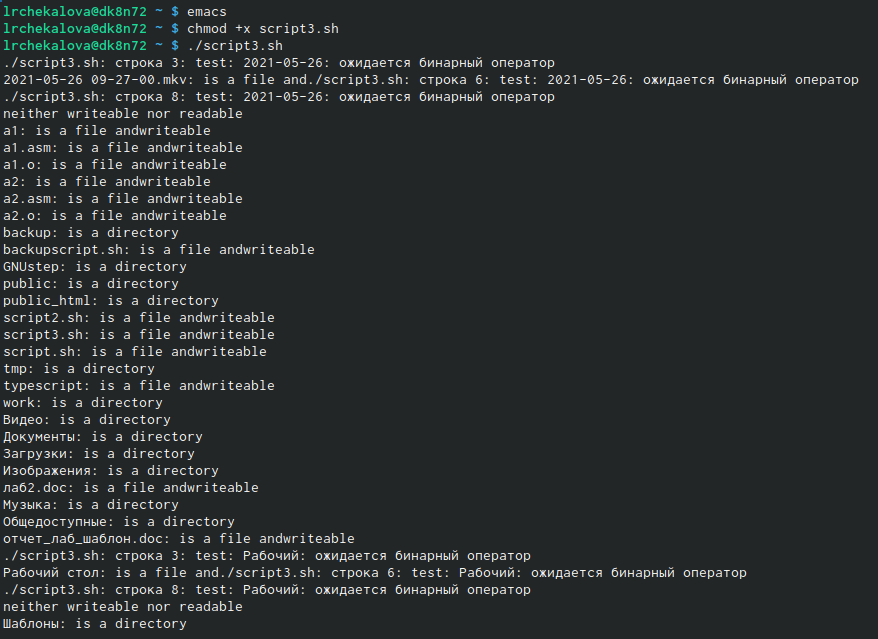 lrchekalova@dk8n72 ~ $ emacs
lrchekalova@dk8n72 ~ $ chmod +x script3.sh
lrchekalova@dk8n72 ~ $ ./script3.sh
./script3.sh: строка 3: test: 2021-05-26: ожидается бинарный оператор
2021-05-26 09-27-00.mkv: is a file and./script3.sh: строка 6: test: 2021-05-26: ожидается бинарный оператор
./script3.sh: строка 8: test: 2021-05-26: ожидается бинарный оператор
neither writeable nor readable
a1: is a file andwriteable
a1.asm: is a file andwriteable
a1.o: is a file andwriteable
a2: is a file andwriteable
a2.asm: is a file andwriteable
a2.o: is a file andwriteable
backup: is a directory
backupscript.sh: is a file andwriteable
GNUstep: is a directory
public: is a directory
public_html: is a directory
script2.sh: is a file andwriteable
script3.sh: is a file andwriteable
script.sh: is a file andwriteable
tmp: is a directory
typescript: is a file andwriteable
work: is a directory
Видео: is a directory
Документы: is a directory
Загрузки: is a directory
Изображения: is a directory
лаб2.doc: is a file andwriteable
Музыка: is a directory
Общедоступные: is a directory
отчет_лаб_шаблон.doc: is a file andwriteable
./script3.sh: строка 3: test: Рабочий: ожидается бинарный оператор
Рабочий стол: is a file and./script3.sh: строка 6: test: Рабочий: ожидается бинарный оператор
./script3.sh: строка 8: test: Рабочий: ожидается бинарный оператор
neither writeable nor readable
Шаблоны: is a directory